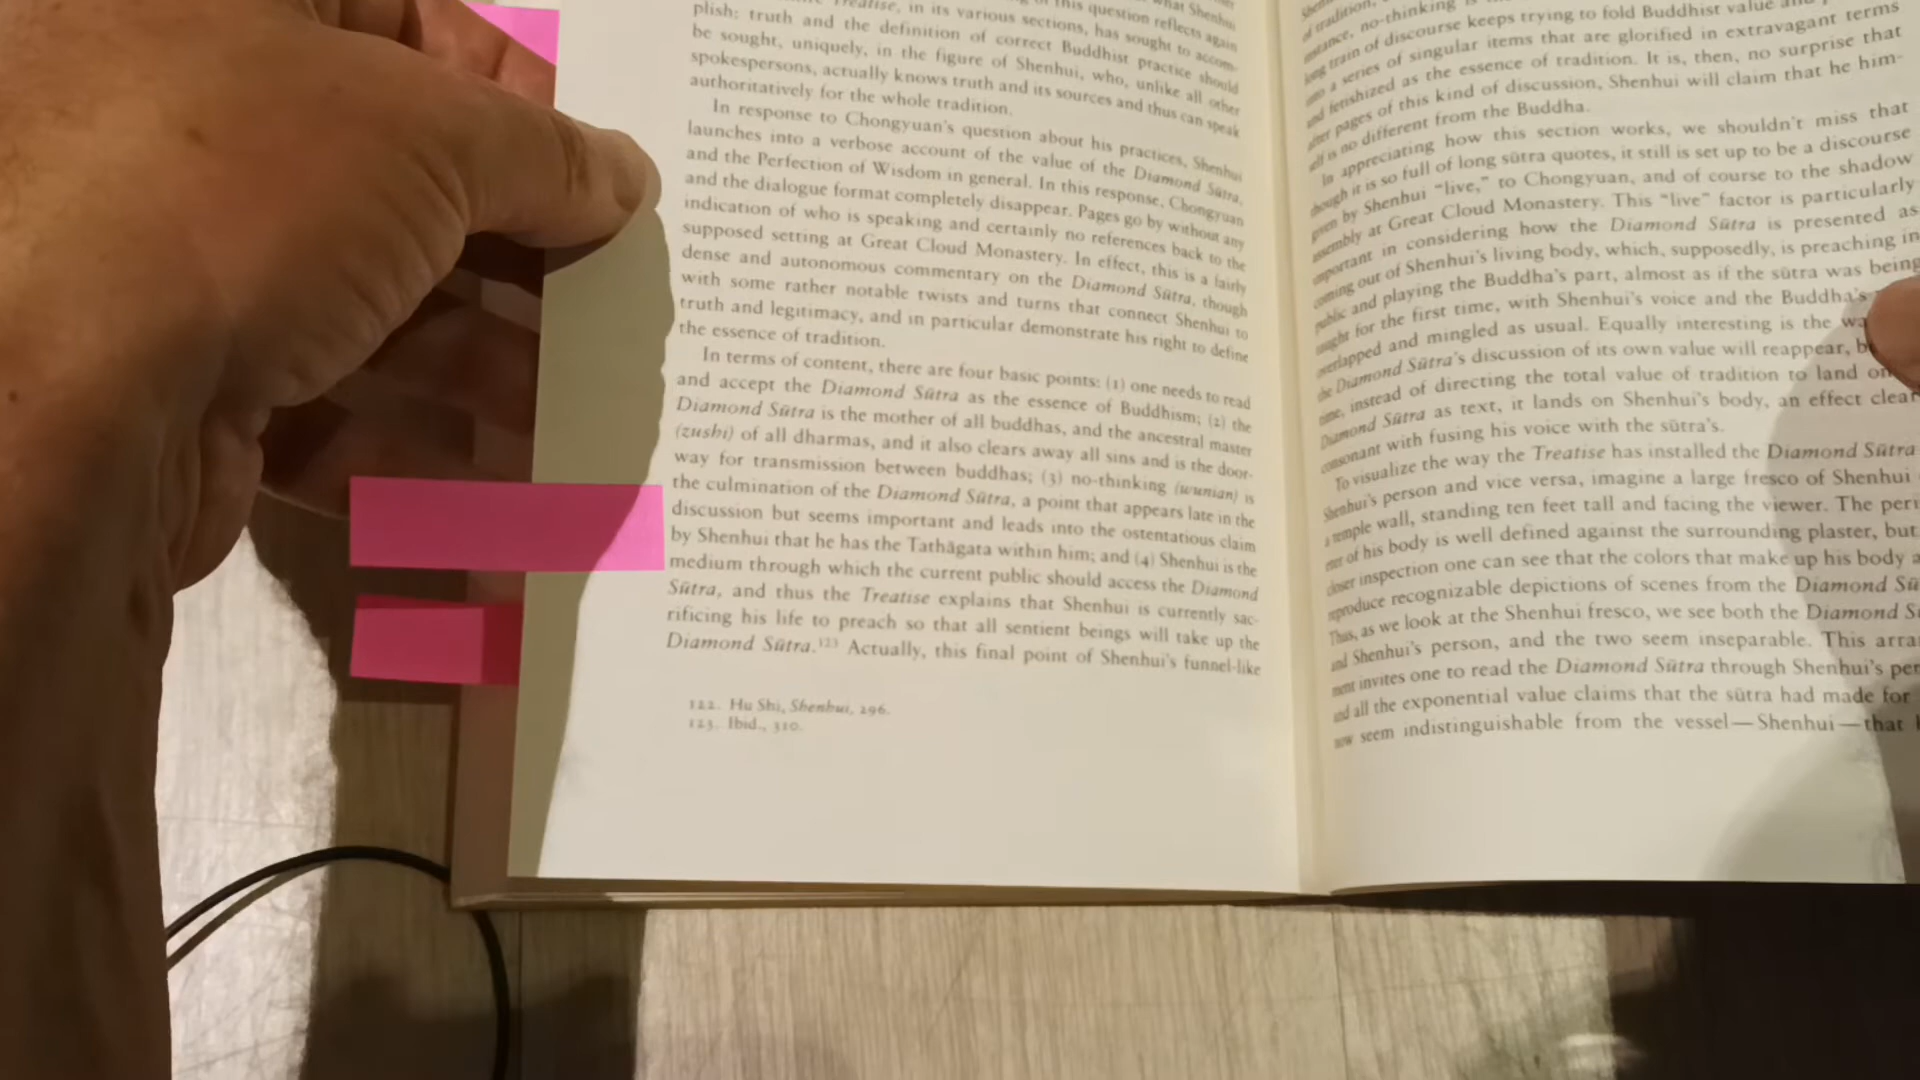 what Shenhui
Treatise, in its various sections, has sought to accom-
this question reflects again
plish: truth and the definition of correct Buddhist practice should
be sought, uniquely, in the figure of Shenhui, who, unlike all other
spokespersons, actually knows truth and its sources and thus can speak
authoritatively for the whole tradition.
In response to Chongyuan's question about his practices, Shenhui
launches into a verbose account of the value of the Diamond Sūtra,
and the Perfection of Wisdom in general. In this response, Chongyuan
and the dialogue format completely disappear. Pages go by without any
indication of who is speaking and certainly no references back to the
supposed setting at Great Cloud Monastery. In effect, this is a fairly
dense and autonomous commentary on the Diamond Sūtra, though
with some rather notable twists and turns that connect Shenhui to
truth and legitimacy, and in particular demonstrate his right to define
the essence of tradition.
In terms of content, there are four basic points: (1) one needs to read
and accept the Diamond Sūtra as the essence of Buddhism; (2) the
Diamond Sūtra is the mother of all buddhas, and the ancestral master
(zushi) of all dharmas, and it also clears away all sins and is the door-
way for transmission between buddhas; (3) no-thinking (wunian) is
the culmination of the Diamond Sūtra, a point that appears late in the
discussion but seems important and leads into the ostentatious claim
by Shenhui that he has the Tathāgata within him; and (4) Shenhui is the
medium through which the current public should access the Diamond
Sūtra, and thus the Treatise explains that Shenhui is currently sac-
rificing his life to preach so that all sentient beings will take up the
Diamond Sūtra.123 Actually, this final point of Shenhui's funnel-like
122. Hu Shi, Shenhui, 296.
123. Ibid., 310.
of tradition,
instance, no-thinking
long train of discourse keeps trying to fold Buddhist value
into a series of singular items that are glorified in extravagant terms
and fetishized as the essence of tradition. It is, then, no surprise that
after pages of this kind of discussion, Shenhui will claim that he him-
self is no different from the Buddha.
In appreciating how this section works, we shouldn't miss that
though it is so full of long sūtra quotes, it still is set up to be a discourse
given by Shenhui "live," to Chongyuan, and of course to the shadow
assembly at Great Cloud Monastery. This "live" factor is particularly
important in considering how the Diamond Sūtra is presented as
coming out of Shenhui's living body, which, supposedly, is preaching in
public and playing the Buddha's part, almost as if the sūtra was being
taught for the first time, with Shenhui's voice and the Buddha's
overlapped and mingled as usual. Equally interesting is the
the Diamond Sūtra's discussion of its own value will reappear,
time, instead of directing the total value of tradition to land on
Diamond Sūtra as text, it lands on Shenhui's body, an effect
consonant with fusing his voice with the sūtra's.
To visualize the way the Treatise has installed the Diamond Sūtra
Shenhui's person and vice versa, imagine a large fresco of Shenhui
a temple wall, standing ten feet tall and facing the viewer. The
of his body is well defined against the surrounding plaster, but
closer inspection one can see that the colors that make up his body
reproduce recognizable depictions of scenes from the Diamond
Thus, as we look at the Shenhui fresco, we see both the Diamond
and Shenhui's person, and the two seem inseparable. This
ment invites one to read the Diamond Sūtra through Shenhui's
and all the exponential value claims that the sūtra had made for
now seem indistinguishable from the vessel—Shenhui—that